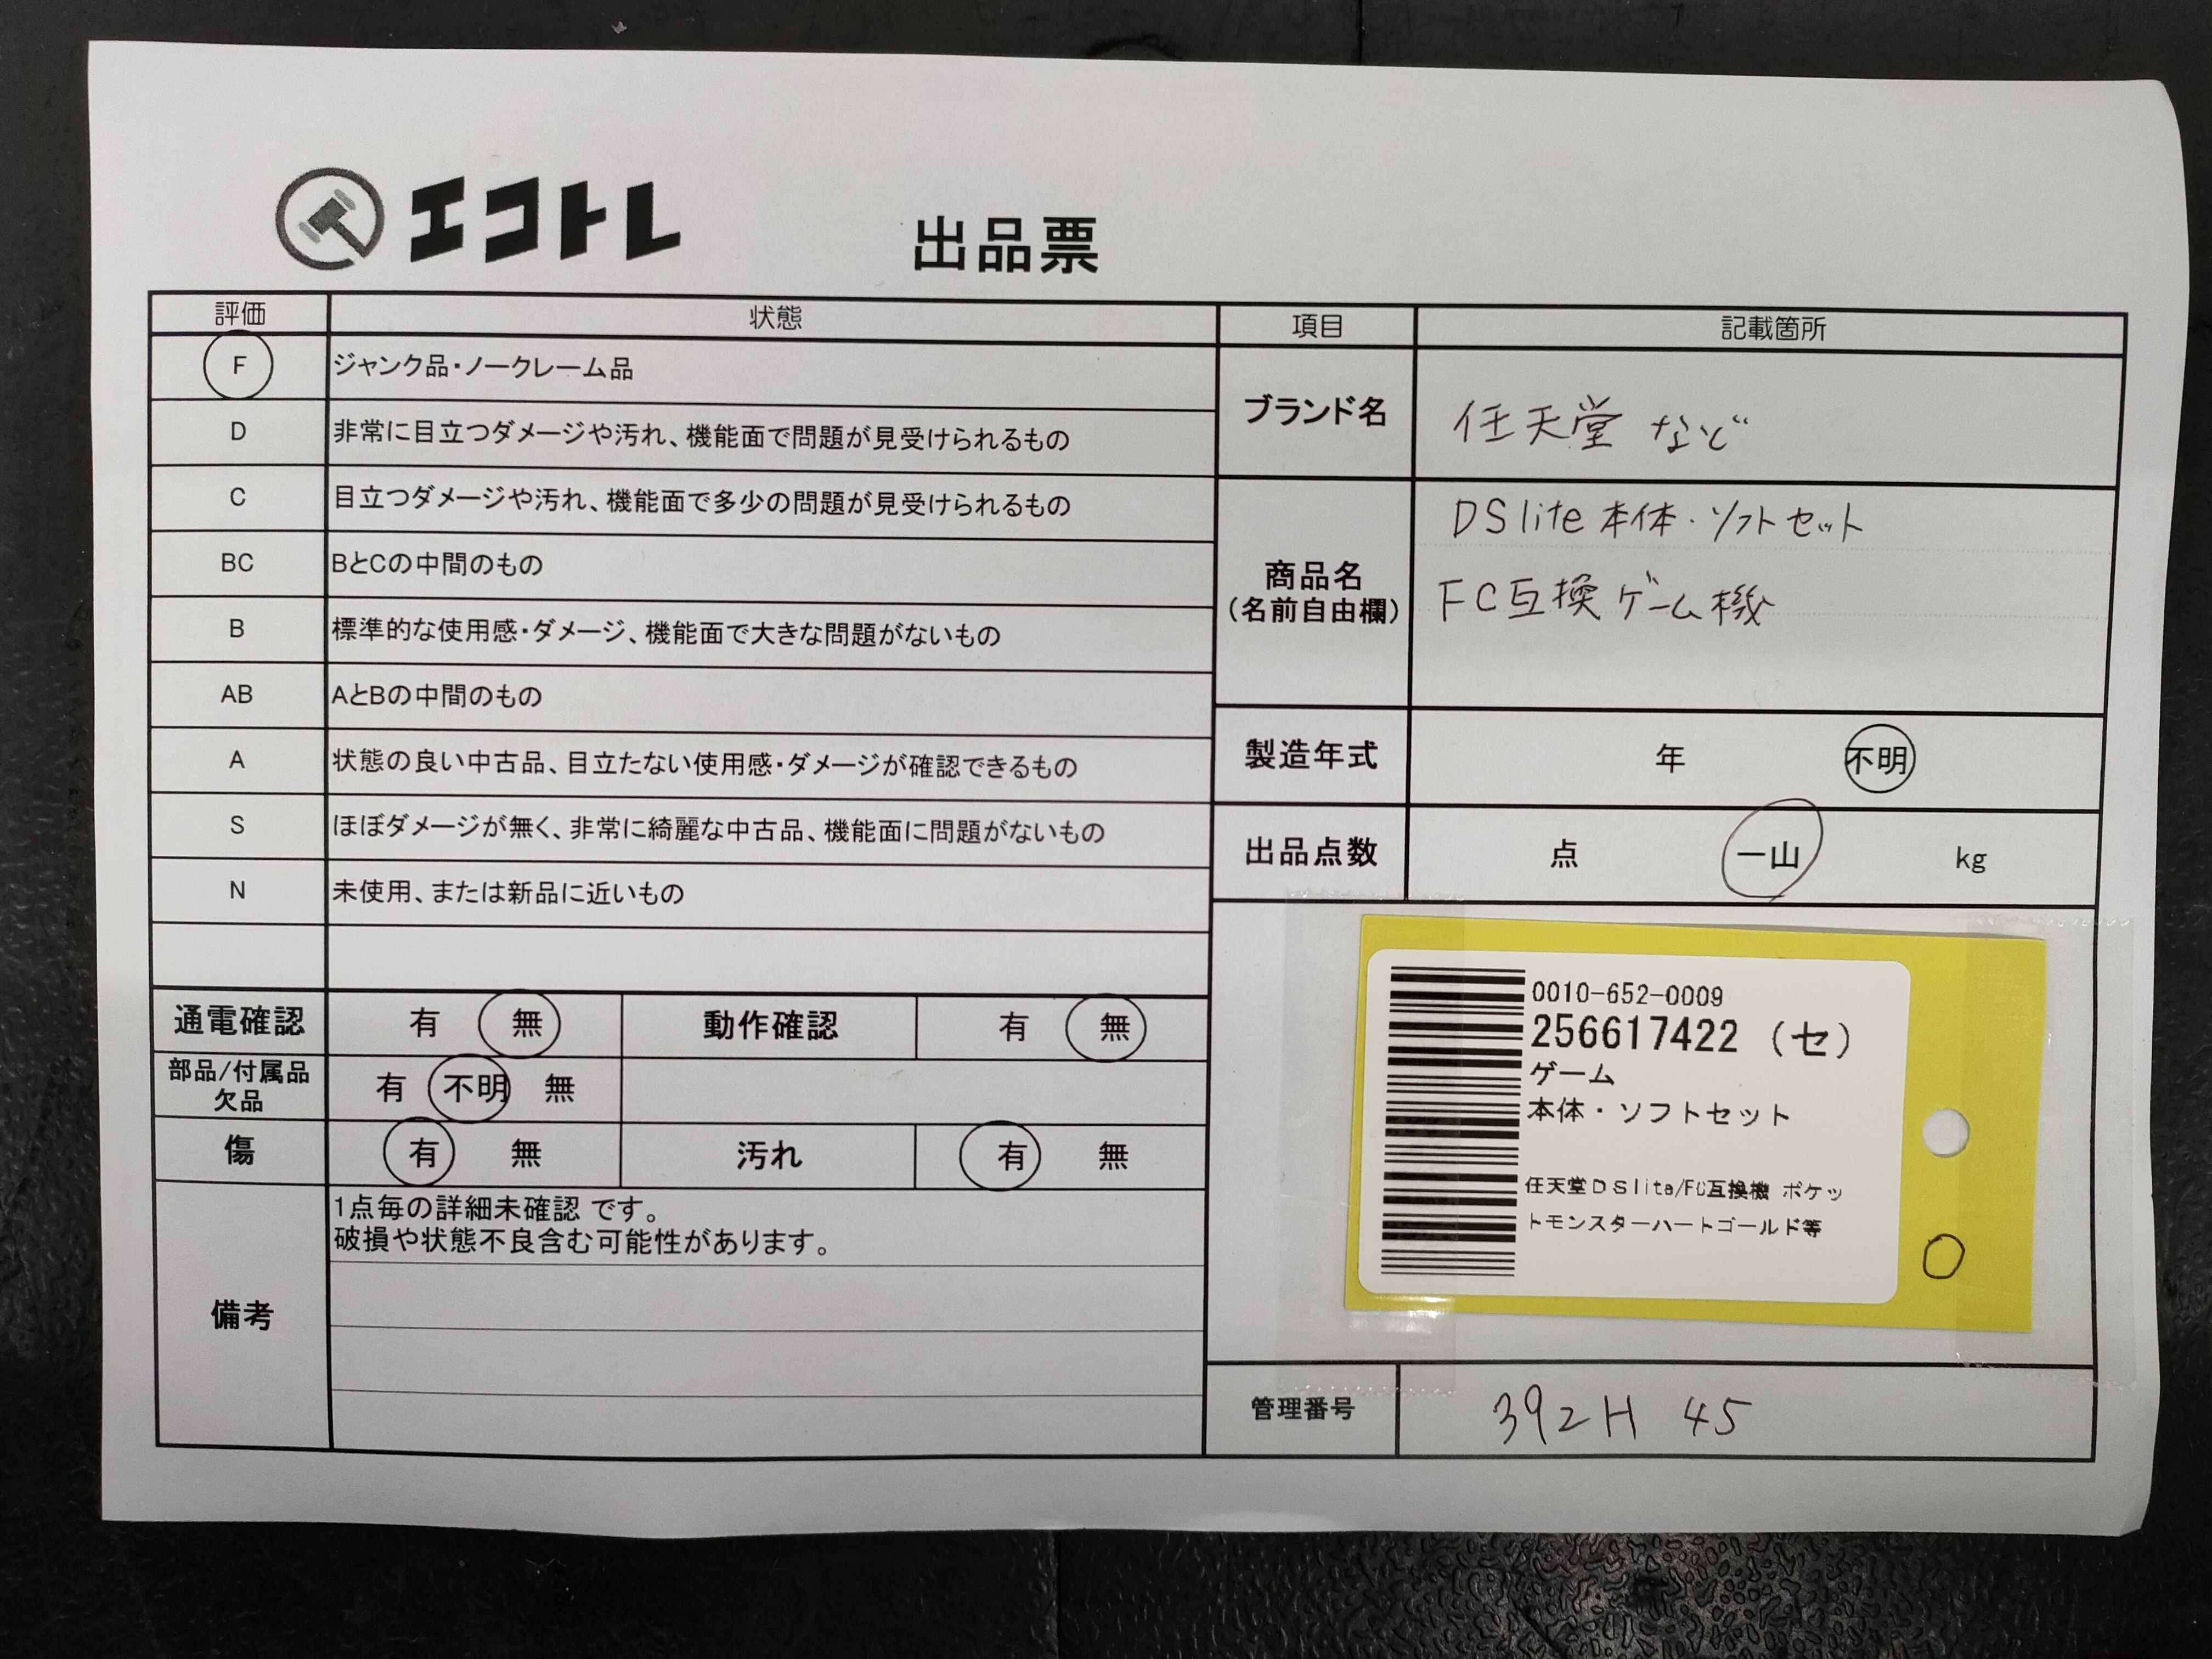 エコトレ
出品票
評価 状態
F ジャンク品・ノークレーム品
D 非常に目立つダメージや汚れ、機能面で問題が見受けられるもの
C 目立つダメージや汚れ、機能面で多少の問題が見受けられるもの
BC BとCの中間のもの
B 標準的な使用感・ダメージ、機能面で大きな問題がないもの
AB AとBの中間のもの
A 状態の良い中古品、目立たない使用感・ダメージが確認できるもの
S ほぼダメージが無く、非常に綺麗な中古品、機能面に問題がないもの
N 未使用、または新品に近いもの
通電確認 有 無 動作確認 有 無
部品/付属品
欠品
有 不明 無
傷 有 無 汚れ 有 無
備考
1点毎の詳細未確認 です。
破損や状態不良含む可能性があります。
項目 記載箇所
ブランド名 任天堂 など
商品名
(名前自由欄)
DSlite 本体・ソフトセット
FC互換ゲーム機
製造年式 年 不明
出品点数 点 一山 kg
0010-652-0009
256617422 (セ)
ゲーム
本体・ソフトセット
任天堂DSlite/FC互換機 ポケッ
トモンスターハートゴールド等
管理番号 392H 45